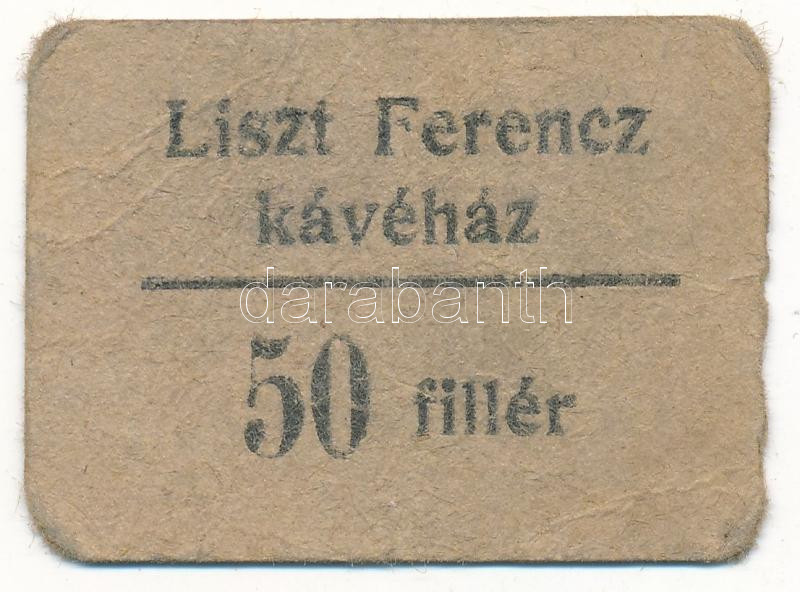 Liszt Ferencz
kávéház
darabanth
50 fillér